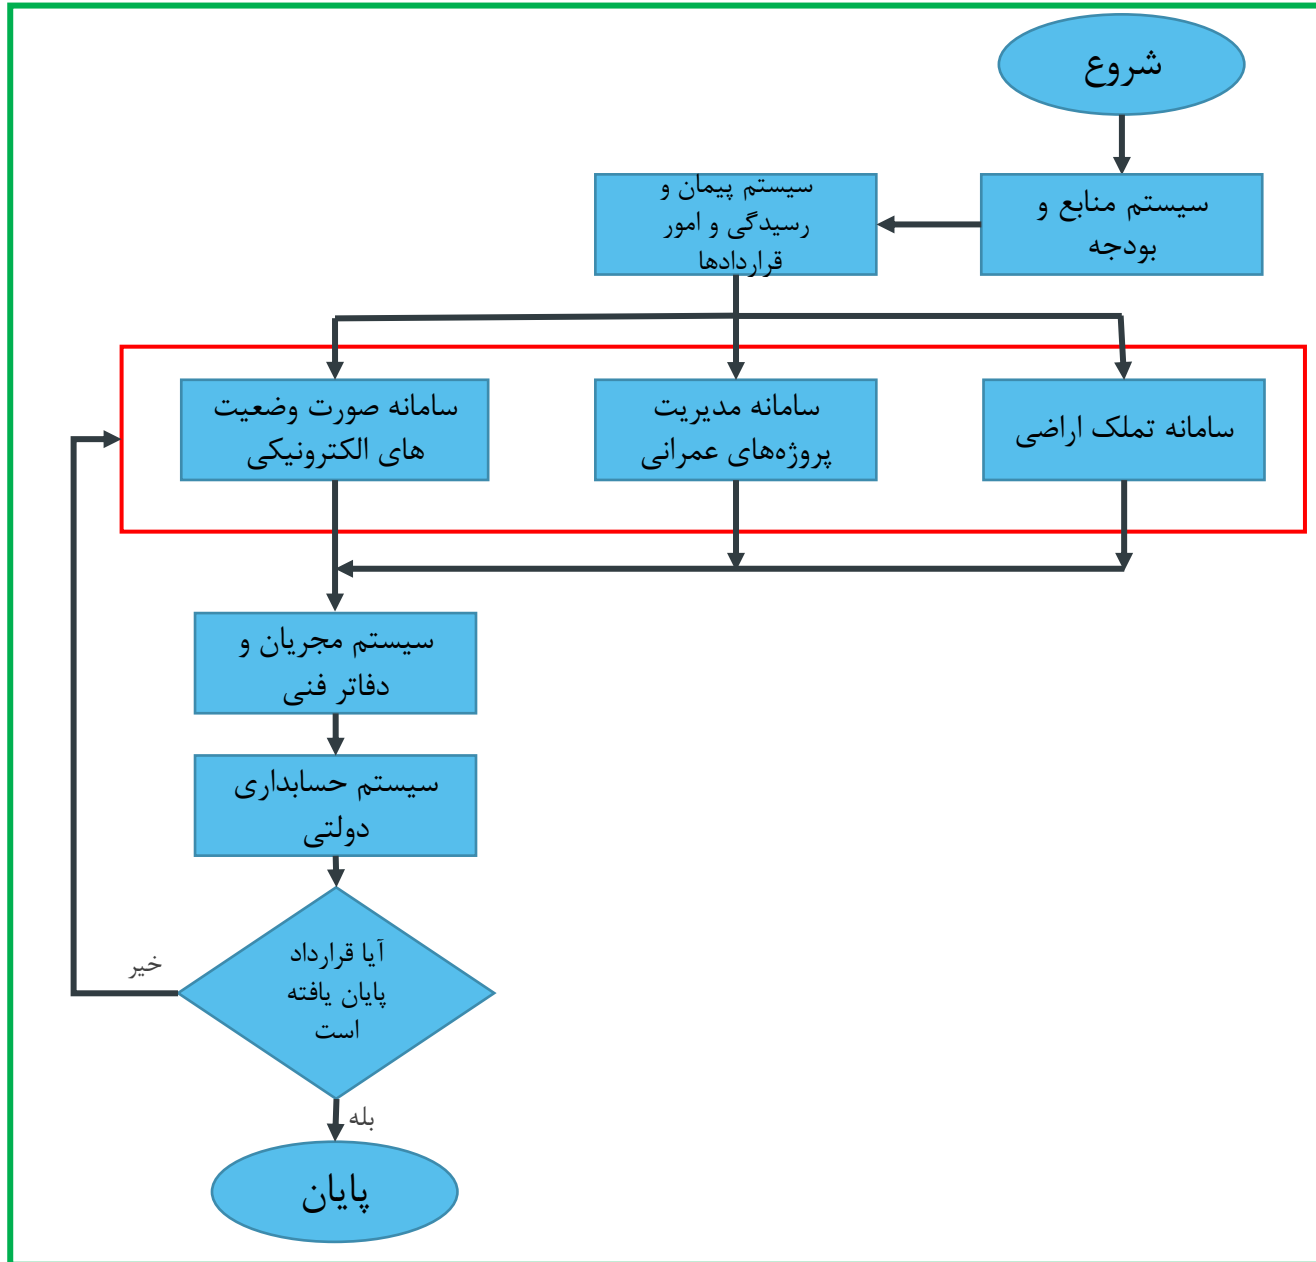 شروع
سیستم منابع و
بودجه
سیستم پیمان و
رسیدگی و امور
قراردادها
سامانه تملک اراضی
سامانه مدیریت
پروژه‌های عمرانی
سامانه صورت وضعیت
های الکترونیکی
سیستم مجریان و
دفاتر فنی
سیستم حسابداری
دولتی
آیا قرارداد
پایان یافته
است
خیر
بله
پایان